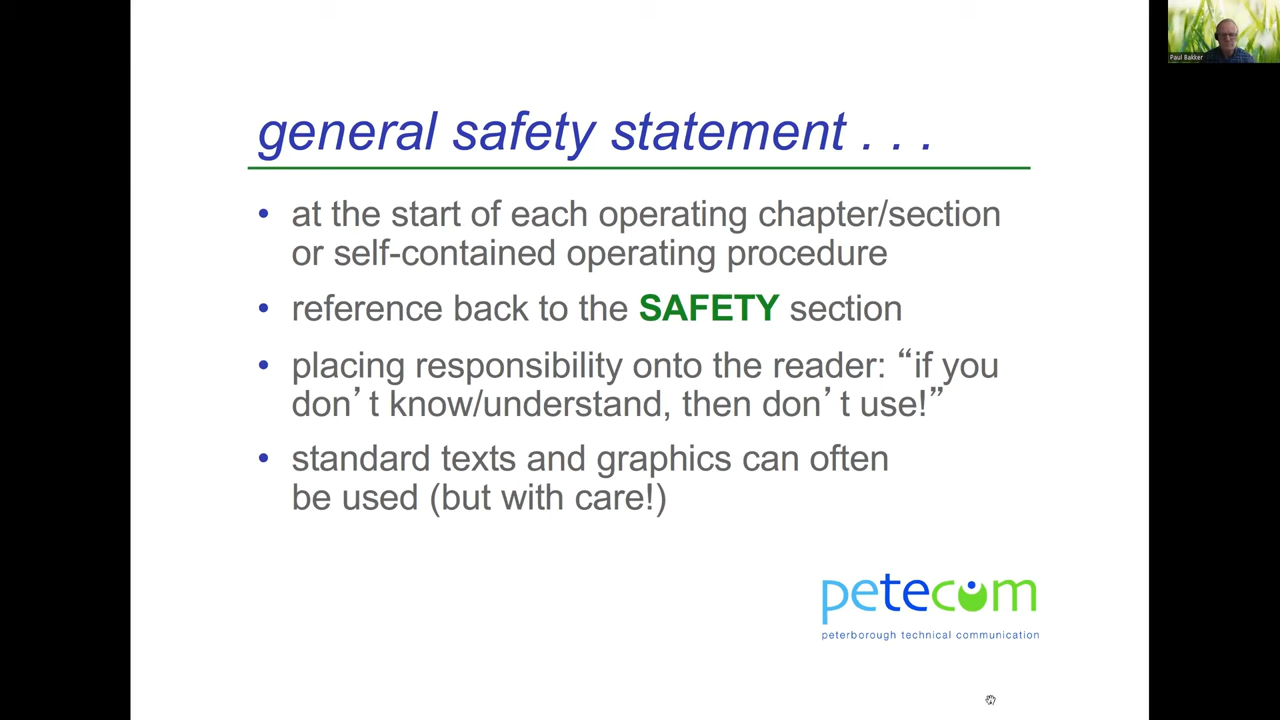 Paul Bakker
general safety statement . . .
• at the start of each operating chapter/section
or self-contained operating procedure
• reference back to the SAFETY section
• placing responsibility onto the reader: “if you
don’t know/understand, then don’t use!”
• standard texts and graphics can often
be used (but with care!)
petecom
peterborough technical communication